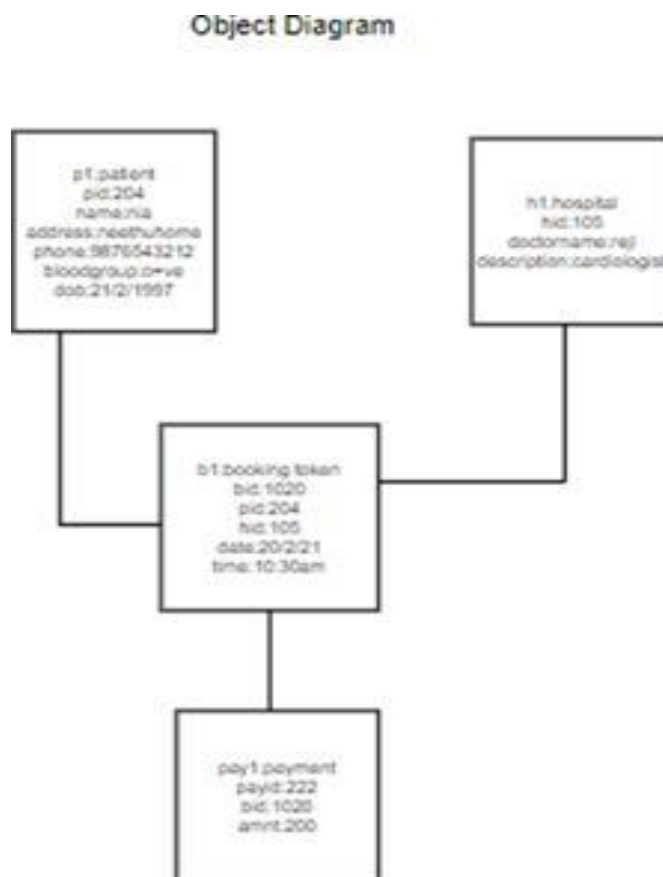 Object Diagram
p1:patient
pid:204
name:nia
address:neethuhome
phone:9876543212
bloodgroup:o+ve
dob:21/2/1997
h1:hospital
hid:105
doctorname:reji
description:cardiologist
b1:booking token
bid:1020
pid:204
hid:105
date:20/2/21
time:10:30am
pay1:payment
payid:222
bid:1020
amnt:200